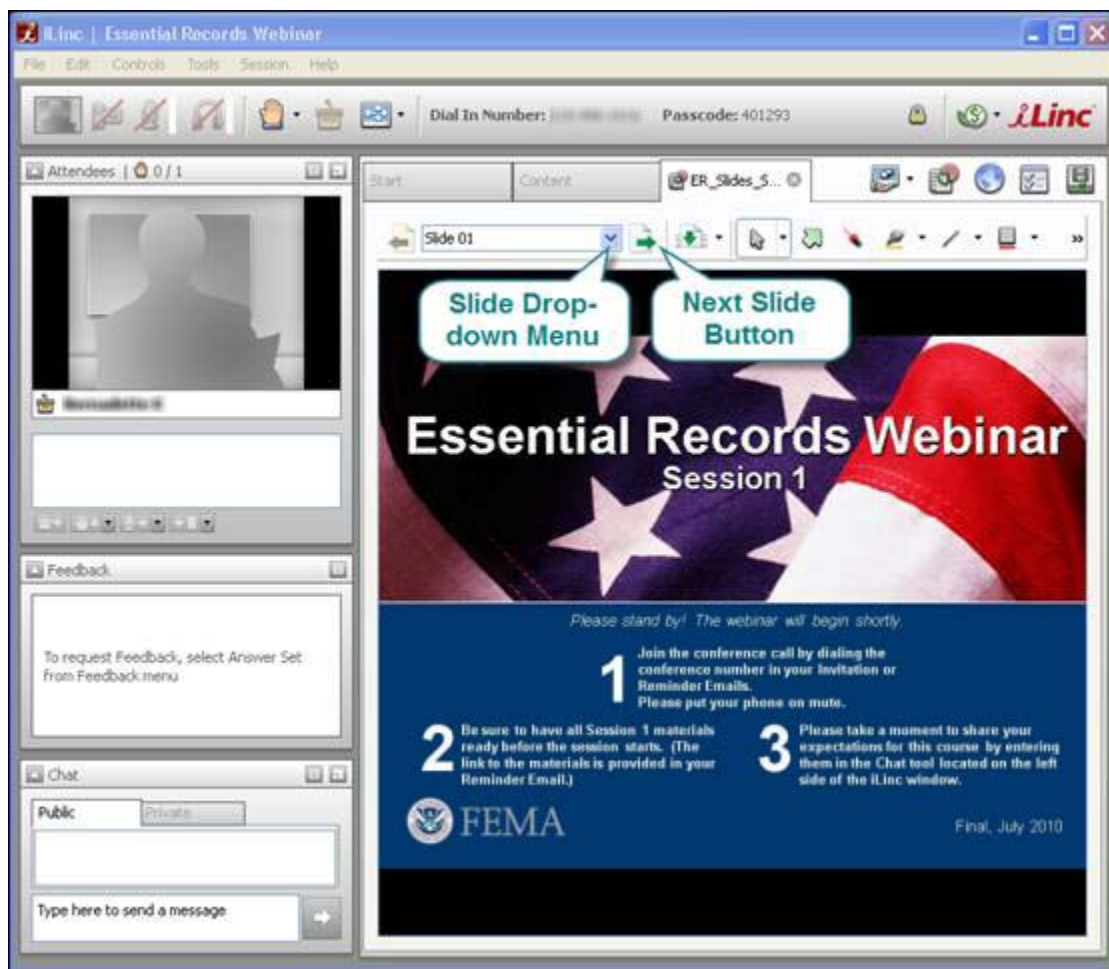 iLinc | Essential Records Webinar
File Edit Controls Tools Session Help
Dial In Number: Passcode: 401293
iLinc
Attendees | 0 / 1
Start Content ER_Slides_S...
Slide 01
»
Slide Drop-
down Menu
Next Slide
Button
Essential Records Webinar
Session 1
Feedback
To request Feedback, select Answer Set
from Feedback menu
Please stand by! The webinar will begin shortly.
1
Join the conference call by dialing the
conference number in your Invitation or
Reminder Emails.
Please put your phone on mute.
2
Be sure to have all Session 1 materials
ready before the session starts. (The
link to the materials is provided in your
Reminder Email.)
3
Please take a moment to share your
expectations for this course by entering
them in the Chat tool located on the left
side of the iLinc window.
FEMA
Final, July 2010
Chat
Public Private
Type here to send a message